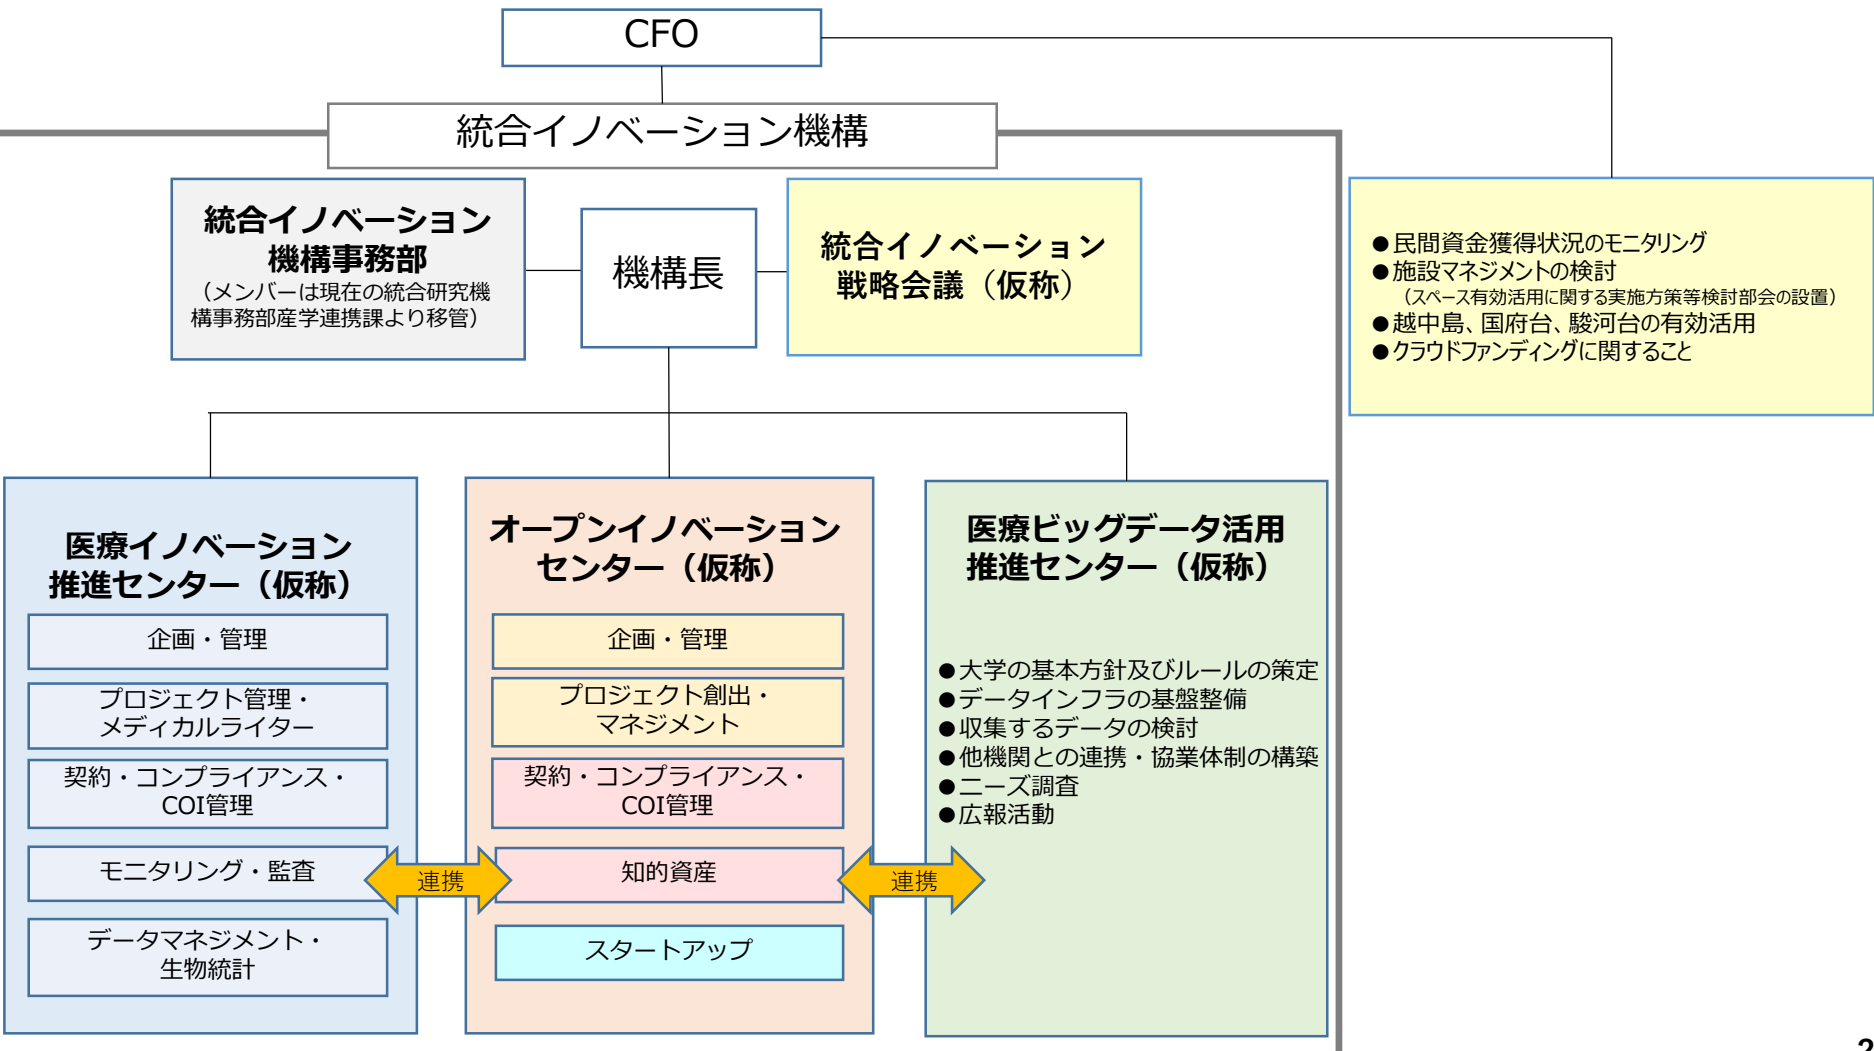 CFO
統合イノベーション機構
統合イノベーション
機構事務部
（メンバーは現在の統合研究機
構事務部産学連携課より移管）
機構長
統合イノベーション
戦略会議（仮称）
●民間資金獲得状況のモニタリング
●施設マネジメントの検討
（スペース有効活用に関する実施方策等検討部会の設置）
●越中島、国府台、駿河台の有効活用
●クラウドファンディングに関すること
医療イノベーション
推進センター（仮称）
企画・管理
プロジェクト管理・
メディカルライター
契約・コンプライアンス・
COI管理
モニタリング・監査
データマネジメント・
生物統計
連携
オープンイノベーション
センター（仮称）
企画・管理
プロジェクト創出・
マネジメント
契約・コンプライアンス・
COI管理
知的資産
スタートアップ
連携
医療ビッグデータ活用
推進センター（仮称）
●大学の基本方針及びルールの策定
●データインフラの基盤整備
●収集するデータの検討
●他機関との連携・協業体制の構築
●ニーズ調査
●広報活動
2